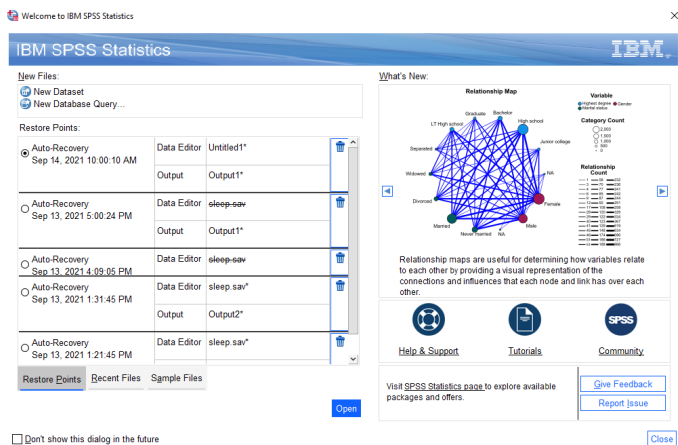 Welcome to IBM SPSS Statistics
IBM SPSS Statistics
IBM
New Files:
New Dataset
New Database Query...
Restore Points:
Auto-Recovery
Sep 14, 2021 10:00:10 AM
Data Editor Untitled1*
Output Output1*
Auto-Recovery
Sep 13, 2021 5:00:24 PM
Data Editor sleep.sav
Output Output1*
Auto-Recovery
Sep 13, 2021 4:09:05 PM
Data Editor sleep.sav
Auto-Recovery
Sep 13, 2021 1:31:45 PM
Data Editor sleep.sav*
Output Output2*
Auto-Recovery
Sep 13, 2021 1:21:45 PM
Data Editor sleep.sav*
Restore Points Recent Files Sample Files
Open
Don't show this dialog in the future
What's New:
Relationship Map
Graduate
Bachelor
High school
LT High school
Junior college
Separated
Widowed
NA
Divorced
Female
Married
Male
Never married
NA
Variable
Highest degree Gender
Marital status
Category Count
2,000
1,500
1,000
500
0
Relationship
Count
Relationship maps are useful for determining how variables relate
to each other by providing a visual representation of the
connections and influences that each node and link has over each
other.
SPSS
Help & Support Tutorials Community
Visit SPSS Statistics page to explore available
packages and offers.
Give Feedback
Report Issue
Close